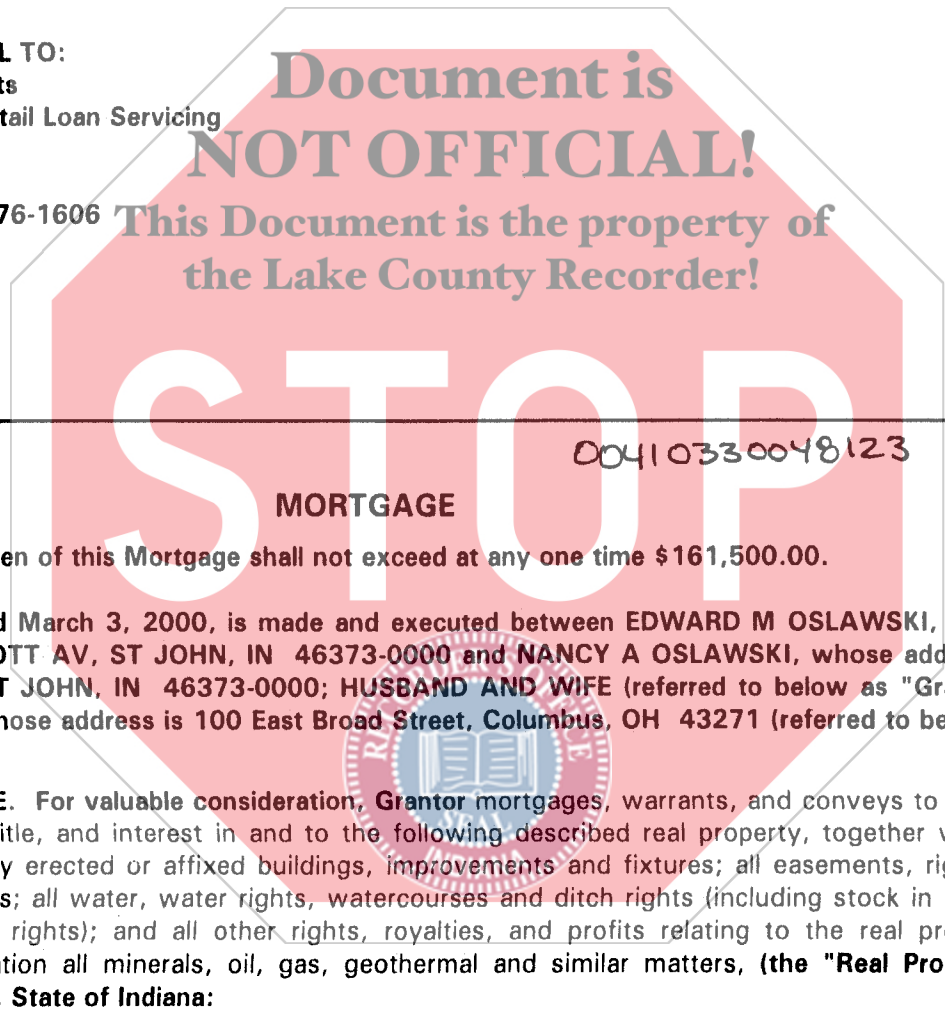 L TO:
ts
tail Loan Servicing
76-1606
Document is
NOT OFFICIAL!
This Document is the property of
the Lake County Recorder!
STOP
00410330048123
MORTGAGE
en of this Mortgage shall not exceed at any one time $161,500.00.
d March 3, 2000, is made and executed between EDWARD M OSLAWSKI,
OTT AV, ST JOHN, IN 46373-0000 and NANCY A OSLAWSKI, whose add
T JOHN, IN 46373-0000; HUSBAND AND WIFE (referred to below as "Gr
hose address is 100 East Broad Street, Columbus, OH 43271 (referred to be
E. For valuable consideration, Grantor mortgages, warrants, and conveys to
itle, and interest in and to the following described real property, together w
y erected or affixed buildings, improvements and fixtures; all easements, rig
s; all water, water rights, watercourses and ditch rights (including stock in
rights); and all other rights, royalties, and profits relating to the real pro
tion all minerals, oil, gas, geothermal and similar matters, (the "Real Pro
, State of Indiana:
SEAL
INDIANA